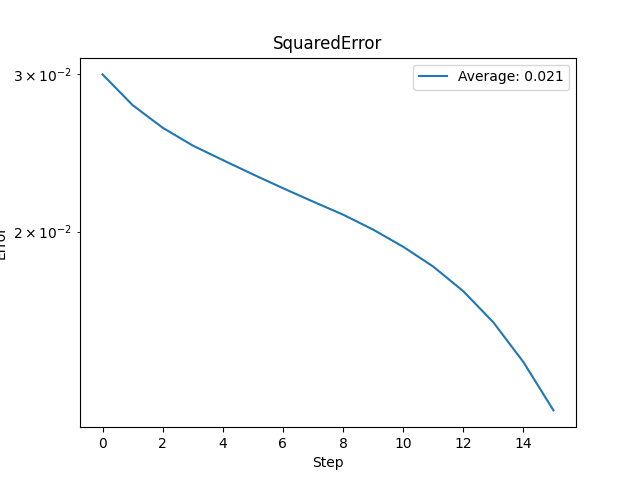 SquaredError
Average: 0.021
3 × 10⁻²
2 × 10⁻²
Error
0 2 4 6 8 10 12 14
Step